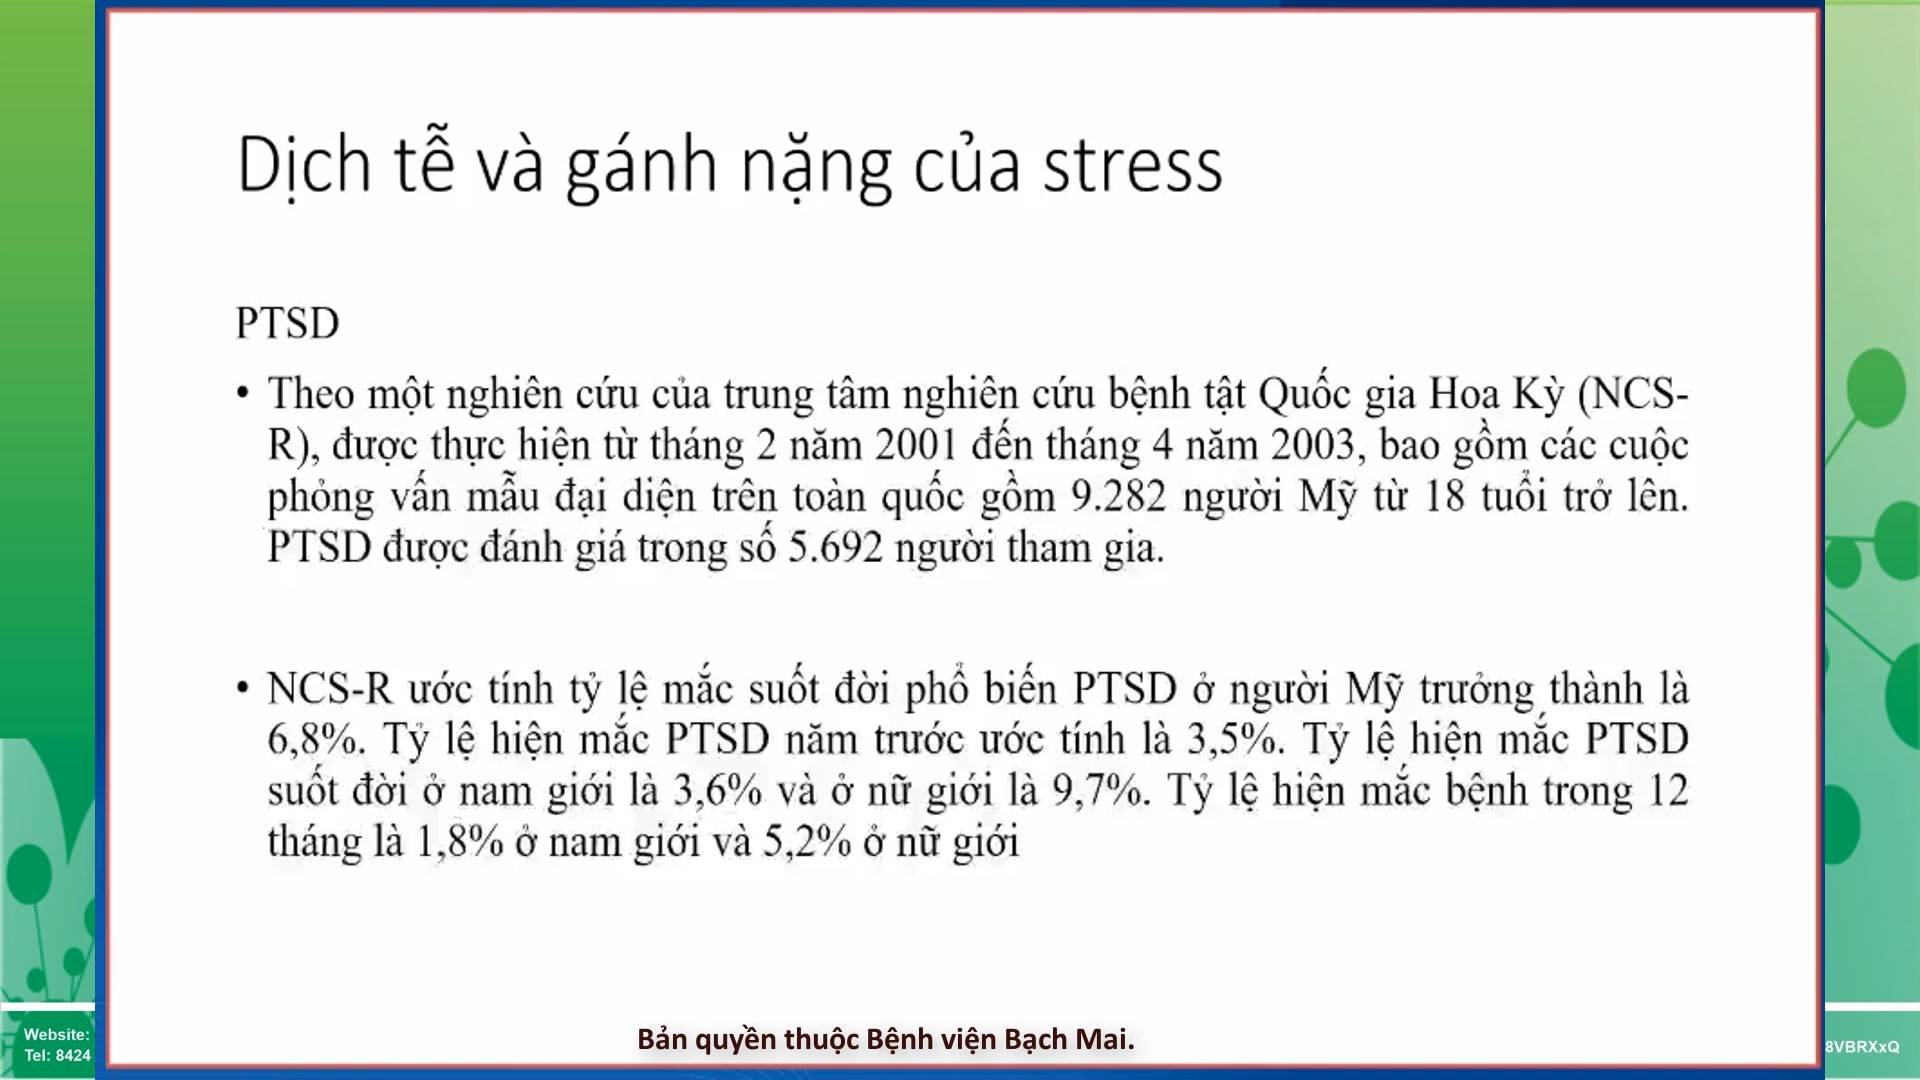 Dịch tễ và gánh nặng của stress
PTSD
• Theo một nghiên cứu của trung tâm nghiên cứu bệnh tật Quốc gia Hoa Kỳ (NCS-
R), được thực hiện từ tháng 2 năm 2001 đến tháng 4 năm 2003, bao gồm các cuộc
phỏng vấn mẫu đại diện trên toàn quốc gồm 9.282 người Mỹ từ 18 tuổi trở lên.
PTSD được đánh giá trong số 5.692 người tham gia.
• NCS-R ước tính tỷ lệ mắc suốt đời phổ biến PTSD ở người Mỹ trưởng thành là
6,8%. Tỷ lệ hiện mắc PTSD năm trước ước tính là 3,5%. Tỷ lệ hiện mắc PTSD
suốt đời ở nam giới là 3,6% và ở nữ giới là 9,7%. Tỷ lệ hiện mắc bệnh trong 12
tháng là 1,8% ở nam giới và 5,2% ở nữ giới
Bản quyền thuộc Bệnh viện Bạch Mai.
Website:
Tel: 8424
8VBRXxQ